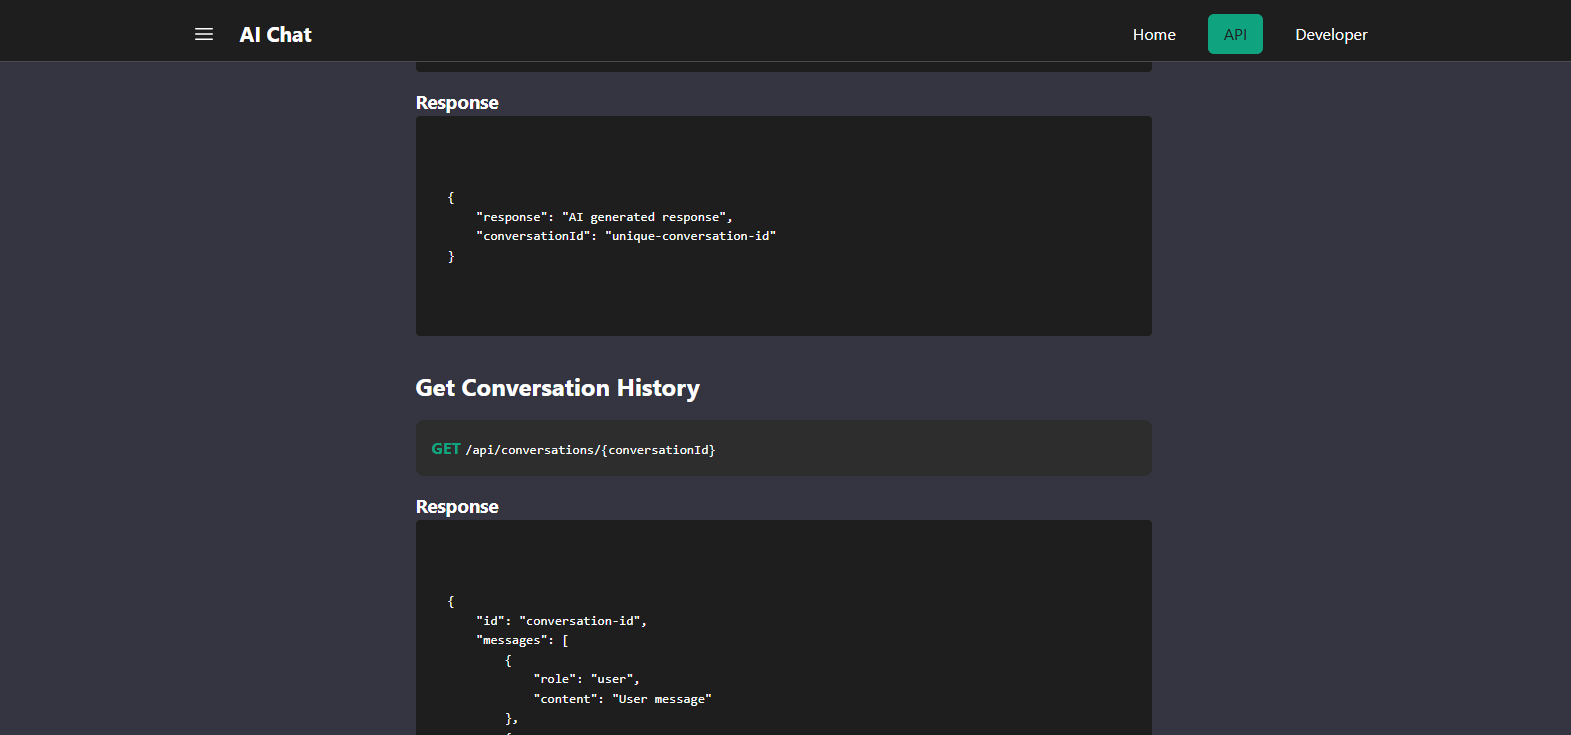 AI Chat
Home
API
Developer
Response
{
"response": "AI generated response",
"conversationId": "unique-conversation-id"
}
Get Conversation History
GET /api/conversations/{conversationId}
Response
{
"id": "conversation-id",
"messages": [
{
"role": "user",
"content": "User message"
},